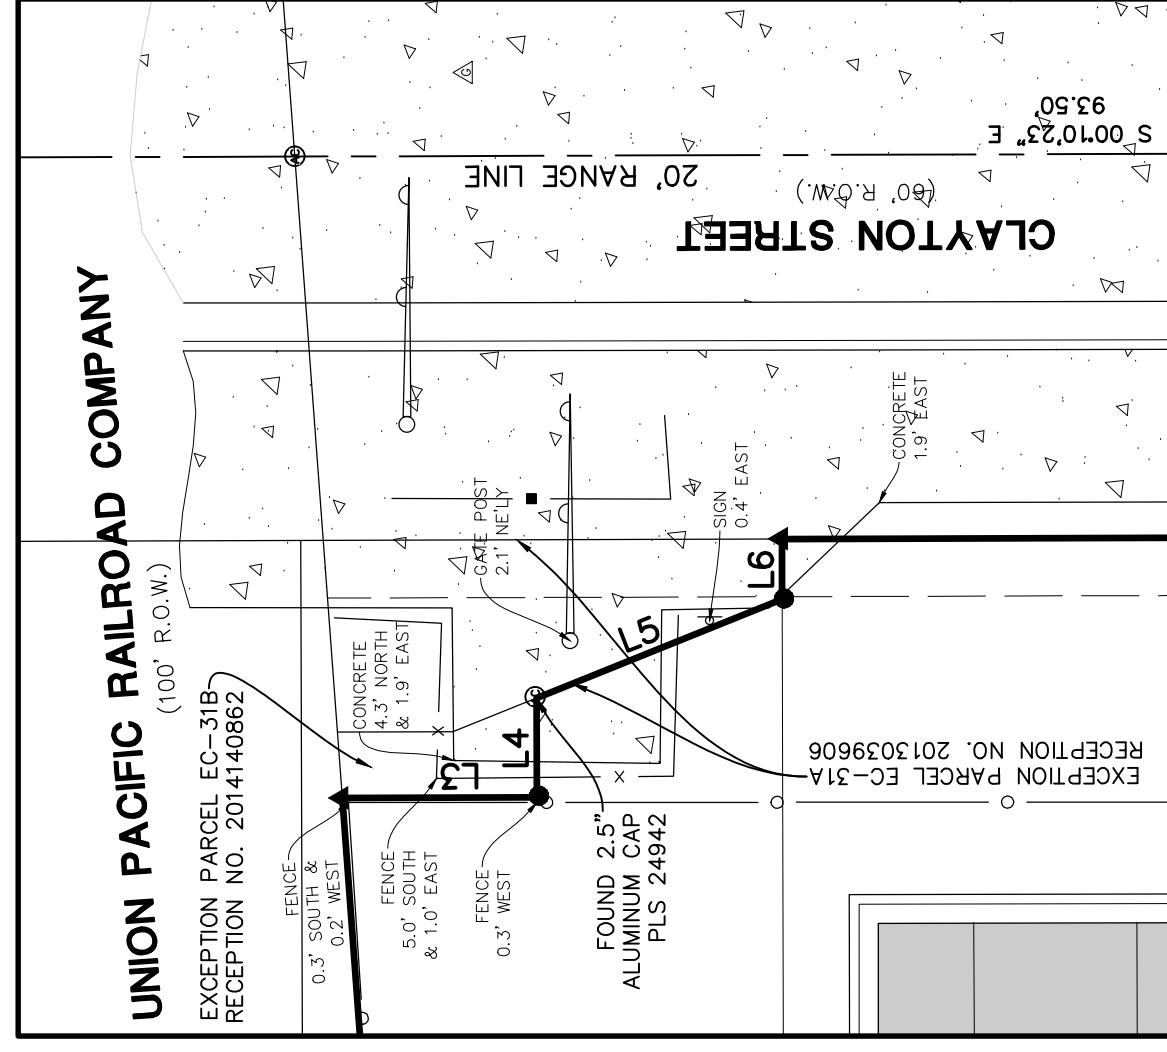 UNION PACIFIC RAILROAD COMPANY
(100' R.O.W.)
EXCEPTION PARCEL EC-31B
RECEPTION NO. 2014140862
FENCE
0.3' SOUTH &
0.2' WEST
CONCRETE
4.3' NORTH
& 1.9' EAST
FENCE
5.0' SOUTH
& 1.0' EAST
FENCE
0.3' WEST
FOUND 2.5"
ALUMINUM CAP
PLS 24942
GATE POST
2.1' NE'LY
SIGN
0.4' EAST
CONCRETE
1.9' EAST
L3
L4
L5
L6
AC
AC
G
20' RANGE LINE
(60' R.O.W.)
CLAYTON STREET
S 00°10'23" E
93.50'
EXCEPTION PARCEL EC-31A
RECEPTION NO. 2013039606